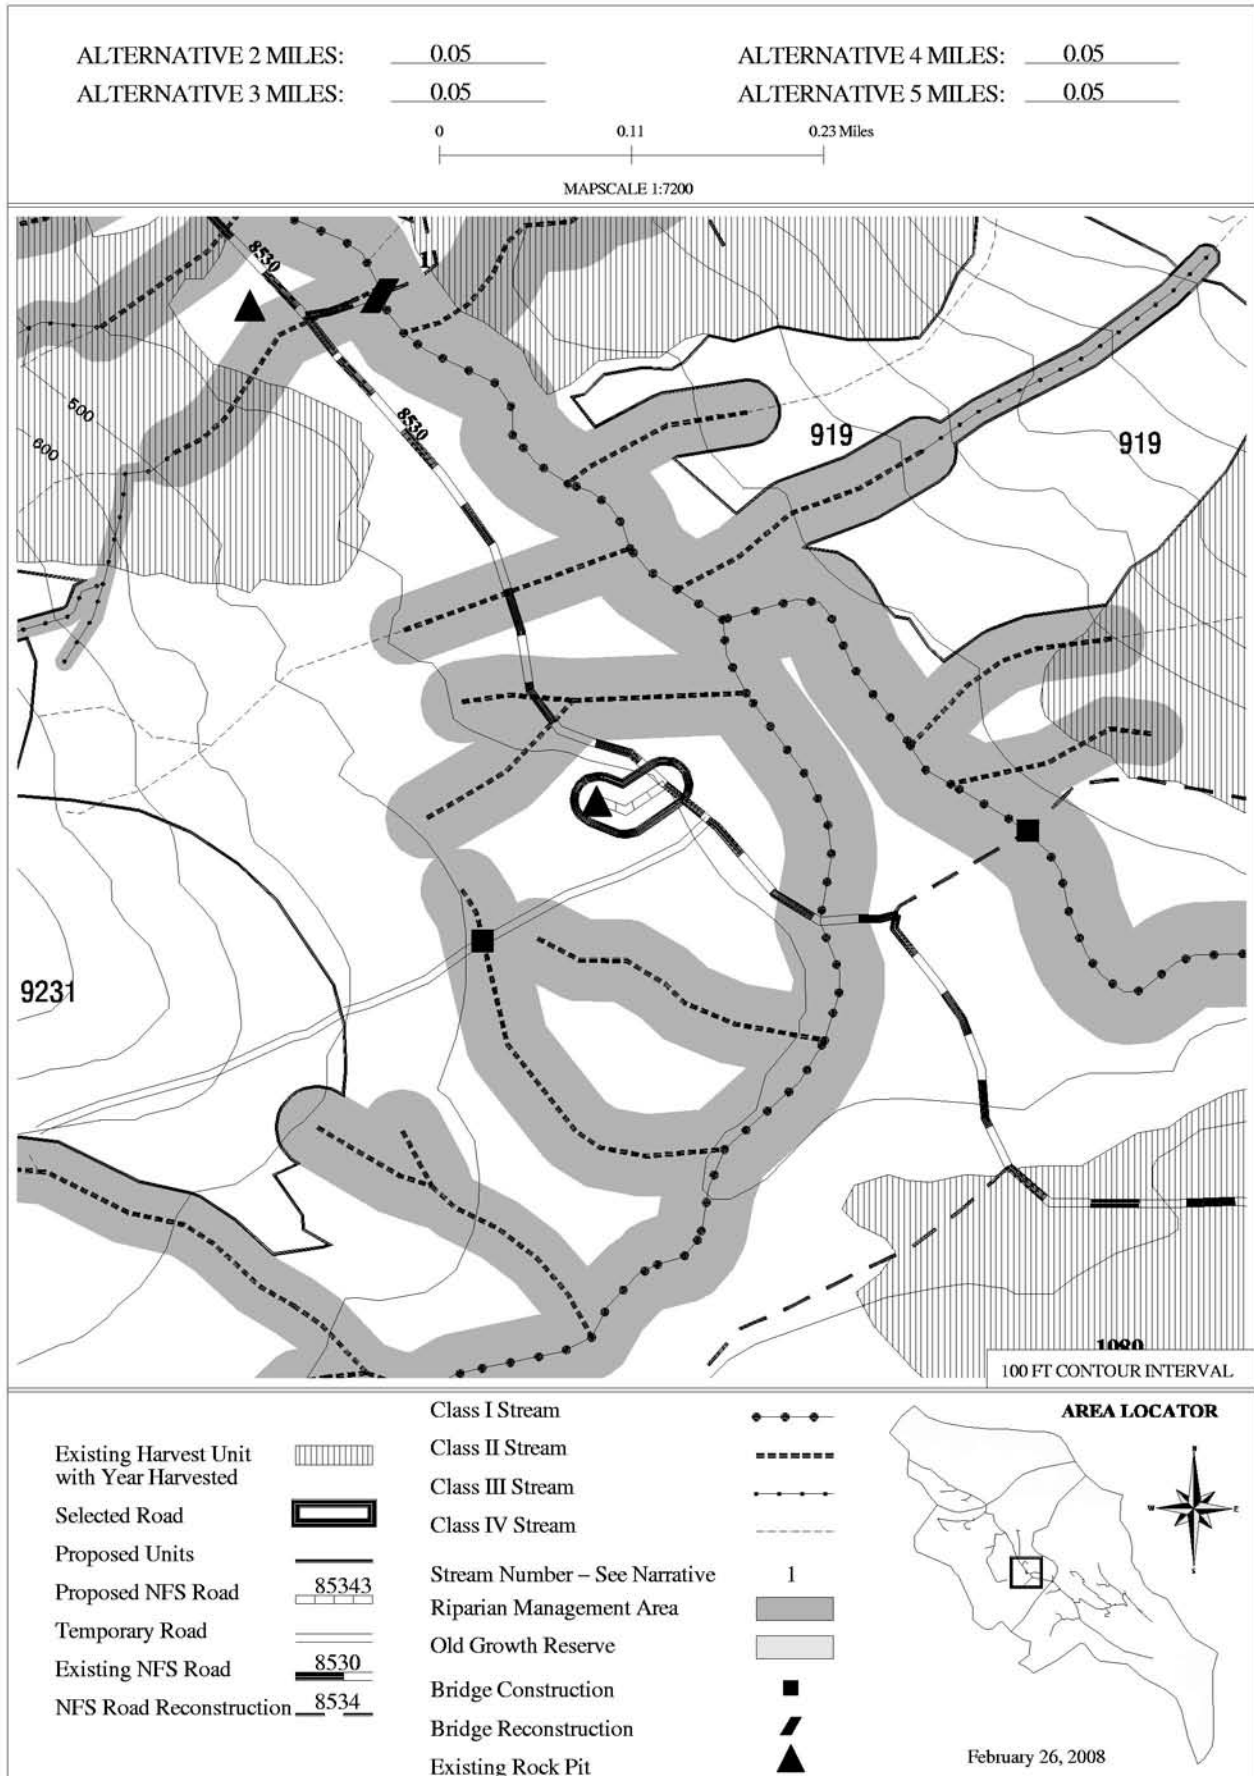 ALTERNATIVE 2 MILES: 0.05
ALTERNATIVE 4 MILES: 0.05
ALTERNATIVE 3 MILES: 0.05
ALTERNATIVE 5 MILES: 0.05
0 0.11 0.23 Miles
MAPSCALE 1:7200
8530
1
500
600
8530
919
919
9231
1080
100 FT CONTOUR INTERVAL
Existing Harvest Unit
with Year Harvested
Selected Road
Proposed Units
Proposed NFS Road 85343
Temporary Road
Existing NFS Road 8530
NFS Road Reconstruction 8534
Class I Stream
Class II Stream
Class III Stream
Class IV Stream
Stream Number – See Narrative 1
Riparian Management Area
Old Growth Reserve
Bridge Construction
Bridge Reconstruction
Existing Rock Pit
AREA LOCATOR
N
W E
S
February 26, 2008